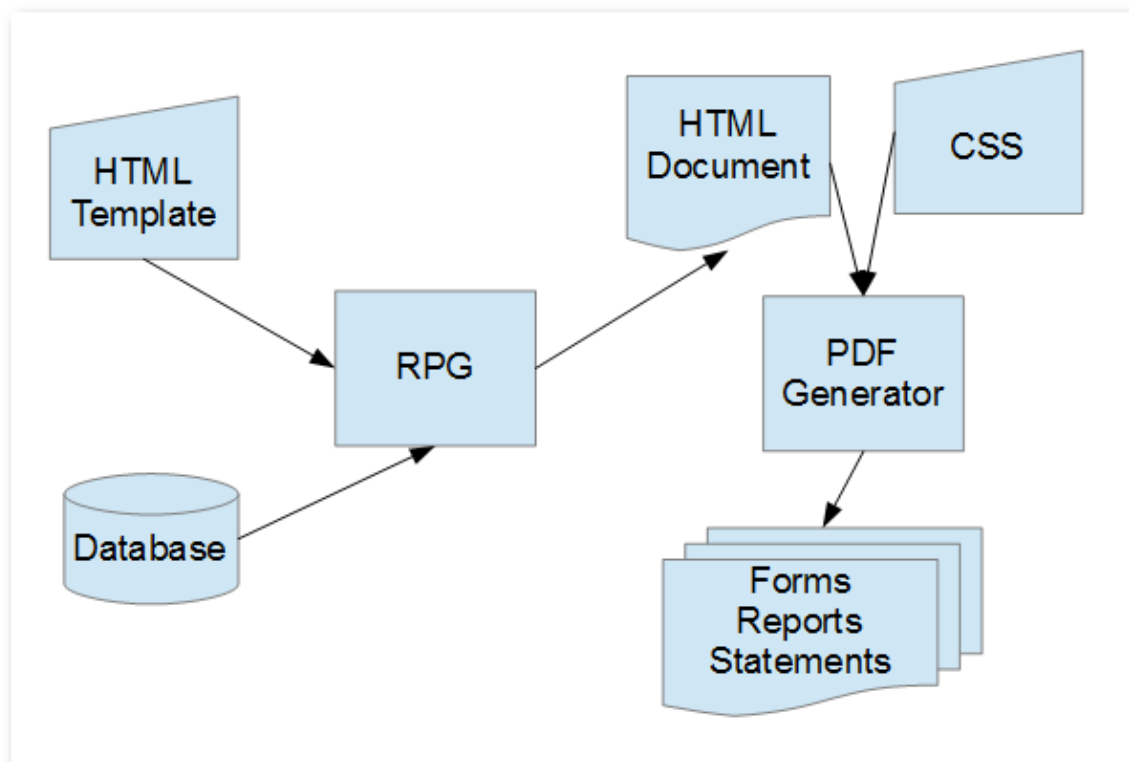 HTML
Template
HTML
Document
CSS
RPG
PDF
Generator
Database
Forms
Reports
Statements